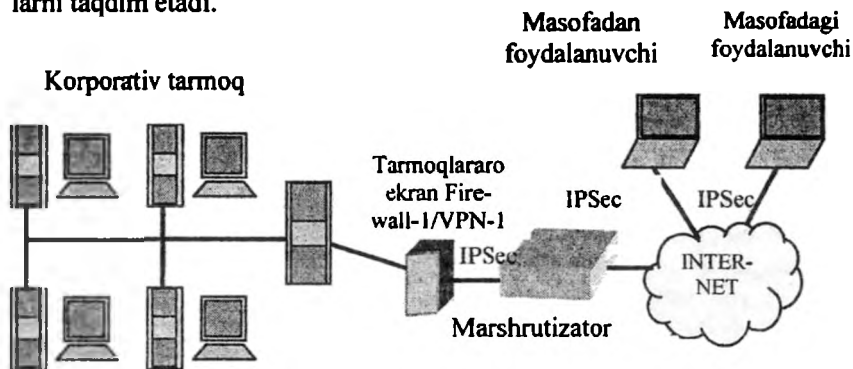 larni taqdim etadi.
Masofadan
foydalanuvchi
Masofadagi
foydalanuvchi
Korporativ tarmoq
Tarmoqlararo
ekran Fire-
wall-1/VPN-1
IPSec
IPSec
IPSec
INTER-
NET
Marshrutizator